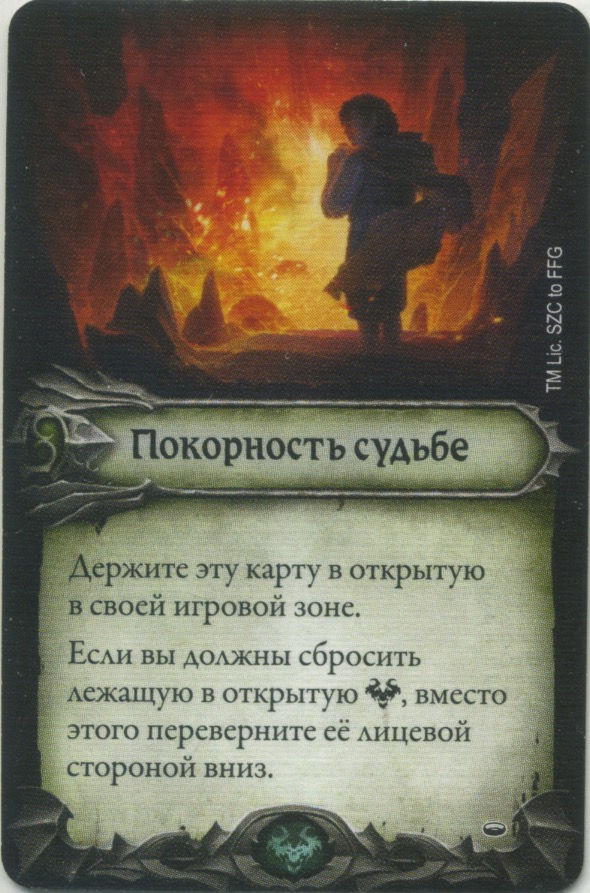 TM Lic. SZC to FFG
Покорность судьбе
Держите эту карту в открытую
в своей игровой зоне.
Если вы должны сбросить
лежащую в открытую , вместо
этого переверните её лицевой
стороной вниз.